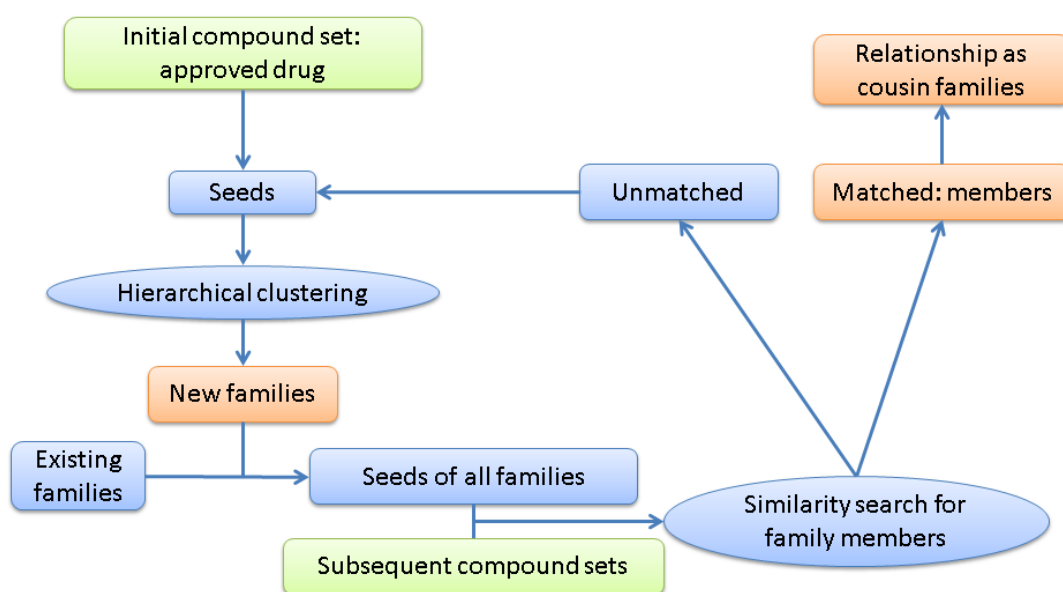 Initial compound set:
approved drug
Relationship as
cousin families
Seeds
Unmatched
Matched: members
Hierarchical clustering
New families
Existing
families
Seeds of all families
Similarity search for
family members
Subsequent compound sets